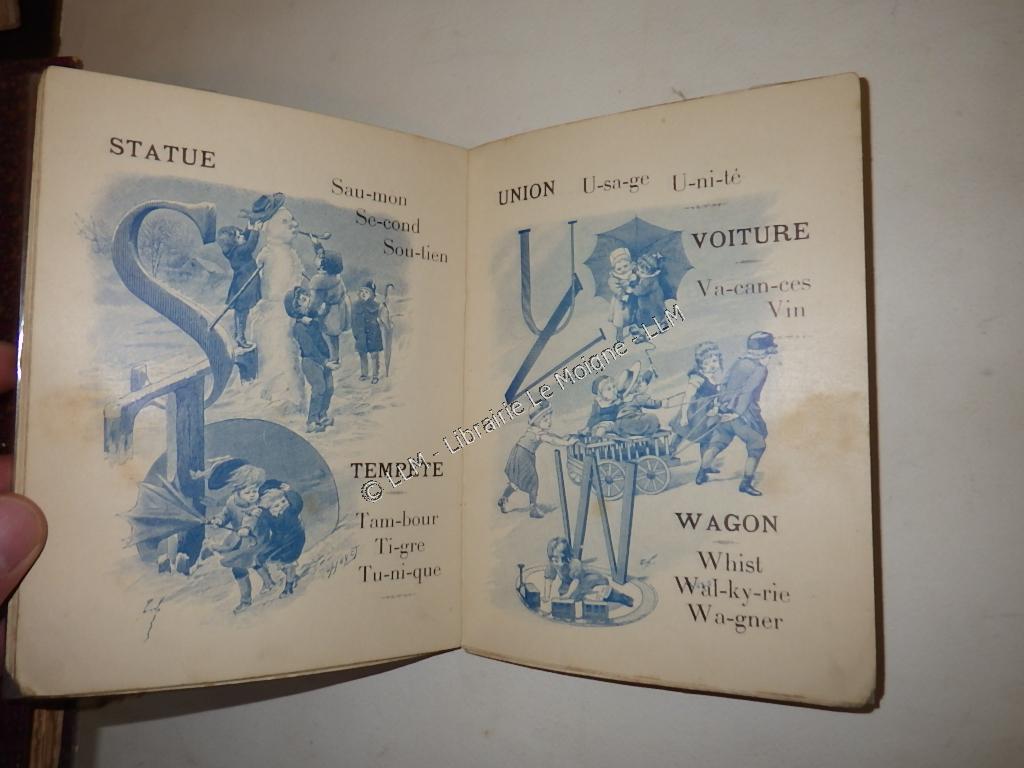 STATUE
Sau-mon
Se-cond
Sou-tien
S
T
TEMPÊTE
Tam-bour
Ti-gre
Tu-ni-que
UNION U-sa-ge U-ni-té
U
V
VOITURE
Va-can-ces
Vin
W
WAGON
Whist
Wal-ky-rie
Wa-gner
© LLM - Librairie Le Moigne - LLM